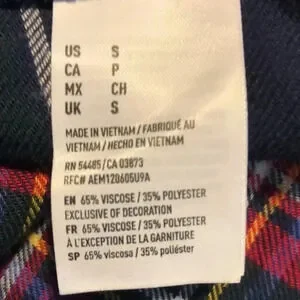 US S
CA P
MX CH
UK S
MADE IN VIETNAM / FABRIQUÉ AU
VIETNAM / HECHO EN VIETNAM
RN 54485/CA 03873
RFC# AEM120605U9A
EN 65% VISCOSE / 35% POLYESTER
EXCLUSIVE OF DECORATION
FR 65% VISCOSE / 35% POLYESTER
À L'EXCEPTION DE LA GARNITURE
SP 65% viscosa / 35% poliéster